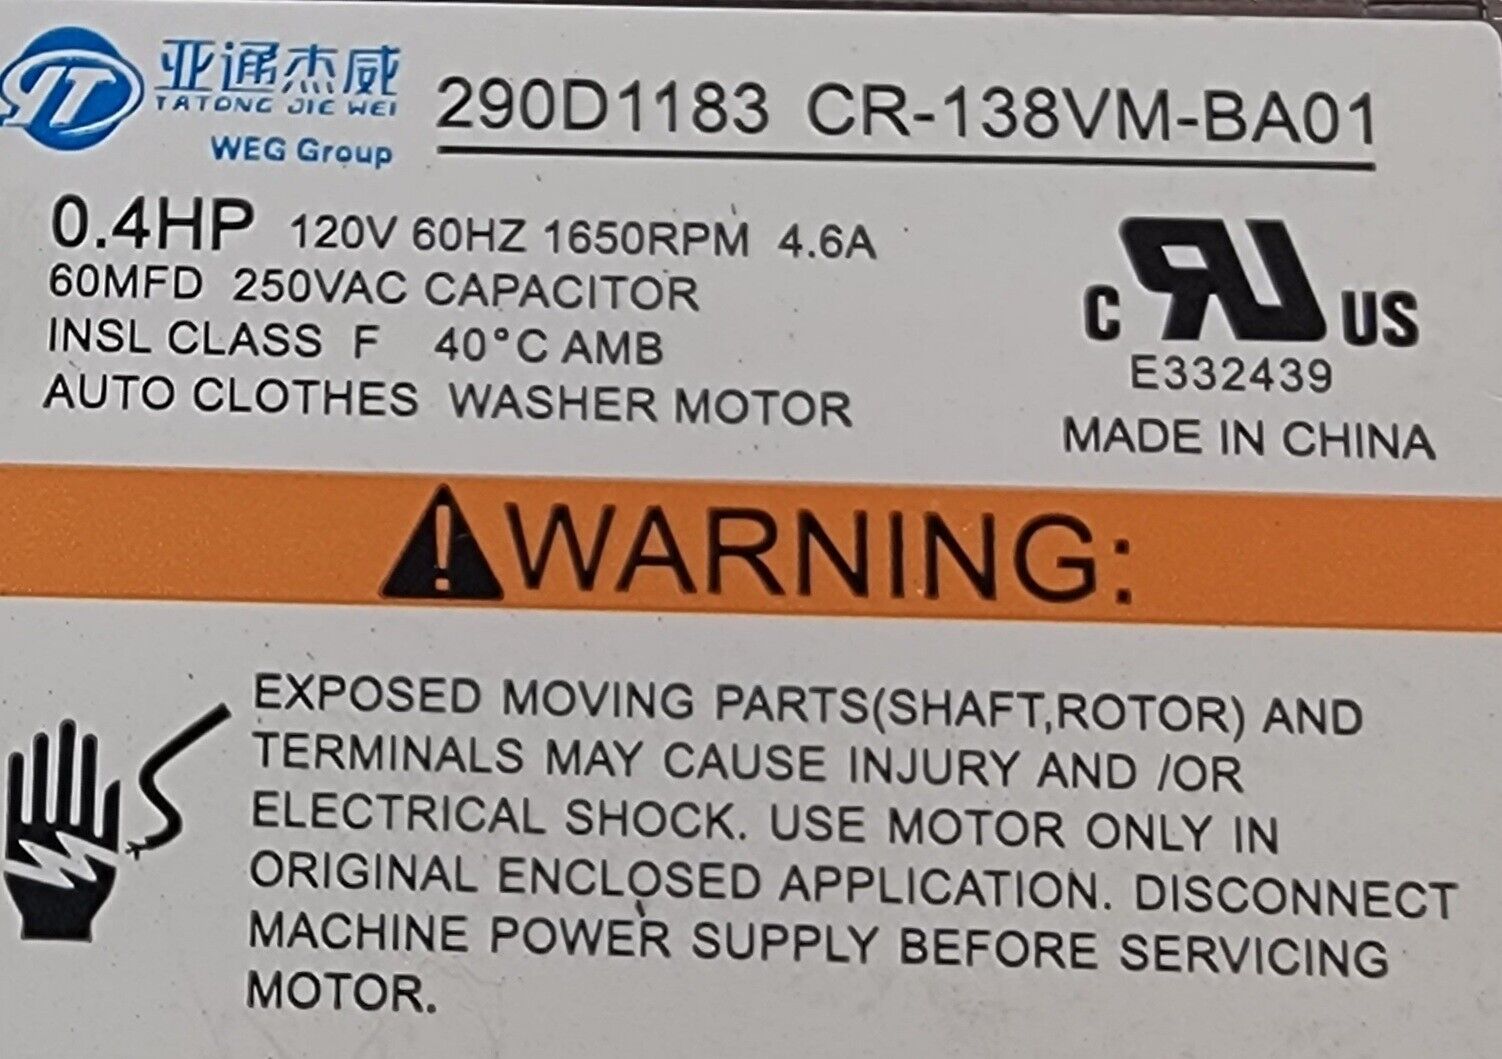 亚通杰威
YATONG JIE WEI
WEG Group
290D1183 CR-138VM-BA01
0.4HP 120V 60HZ 1650RPM 4.6A
60MFD 250VAC CAPACITOR
INSL CLASS F 40°C AMB
AUTO CLOTHES WASHER MOTOR
C RU US
E332439
MADE IN CHINA
WARNING:
EXPOSED MOVING PARTS(SHAFT,ROTOR) AND
TERMINALS MAY CAUSE INJURY AND /OR
ELECTRICAL SHOCK. USE MOTOR ONLY IN
ORIGINAL ENCLOSED APPLICATION. DISCONNECT
MACHINE POWER SUPPLY BEFORE SERVICING
MOTOR.